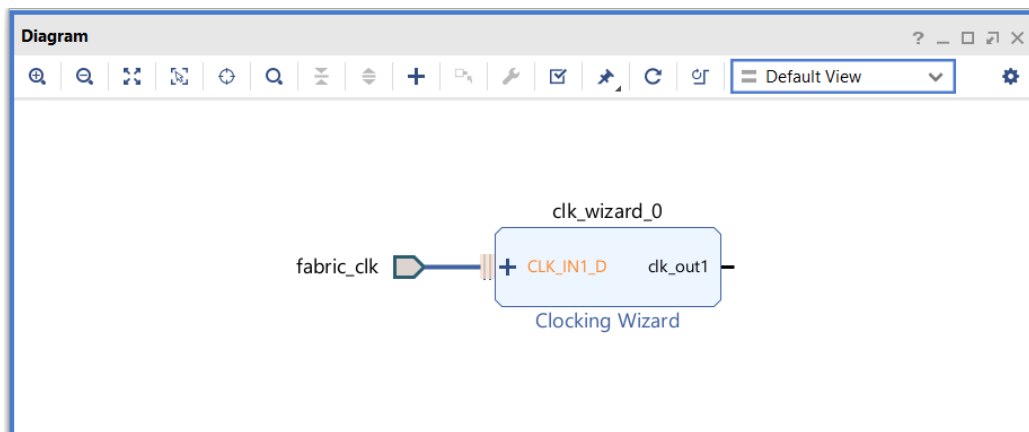 Diagram
Default View
clk_wizard_0
fabric_clk
CLK_IN1_D
clk_out1
Clocking Wizard